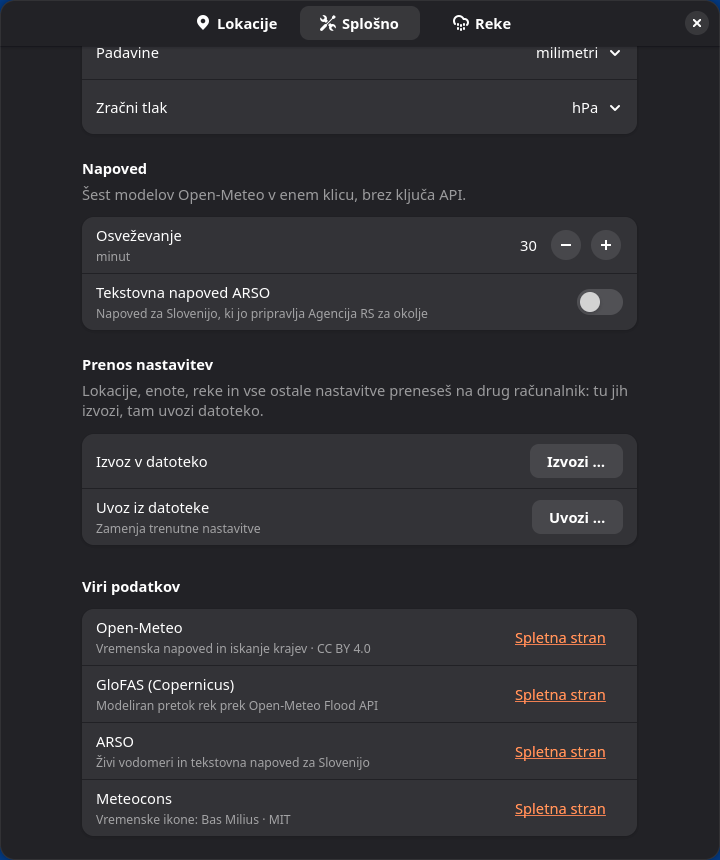 Lokacije
Splošno
Reke
Padavine
milimetri
Zračni tlak
hPa
Napoved
Šest modelov Open-Meteo v enem klicu, brez ključa API.
Osveževanje
minut
30
Tekstovna napoved ARSO
Napoved za Slovenijo, ki jo pripravlja Agencija RS za okolje
Prenos nastavitev
Lokacije, enote, reke in vse ostale nastavitve preneseš na drug računalnik: tu jih
izvozi, tam uvozi datoteko.
Izvoz v datoteko
Izvozi ...
Uvoz iz datoteke
Zamenja trenutne nastavitve
Uvozi ...
Viri podatkov
Open-Meteo
Vremenska napoved in iskanje krajev · CC BY 4.0
Spletna stran
GloFAS (Copernicus)
Modeliran pretok rek prek Open-Meteo Flood API
Spletna stran
ARSO
Živi vodomeri in tekstovna napoved za Slovenijo
Spletna stran
Meteocons
Vremenske ikone: Bas Milius · MIT
Spletna stran